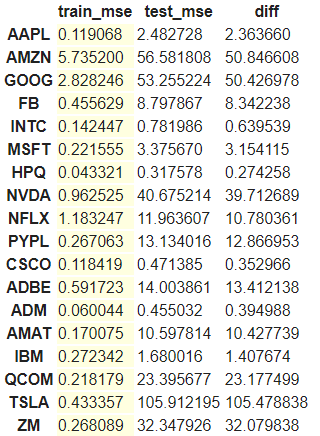 train_mse test_mse diff
AAPL 0.119068 2.482728 2.363660
AMZN 5.735200 56.581808 50.846608
GOOG 2.828246 53.255224 50.426978
FB 0.455629 8.797867 8.342238
INTC 0.142447 0.781986 0.639539
MSFT 0.221555 3.375670 3.154115
HPQ 0.043321 0.317578 0.274258
NVDA 0.962525 40.675214 39.712689
NFLX 1.183247 11.963607 10.780361
PYPL 0.267063 13.134016 12.866953
CSCO 0.118419 0.471385 0.352966
ADBE 0.591723 14.003861 13.412138
ADM 0.060044 0.455032 0.394988
AMAT 0.170075 10.597814 10.427739
IBM 0.272342 1.680016 1.407674
QCOM 0.218179 23.395677 23.177499
TSLA 0.433357 105.912195 105.478838
ZM 0.268089 32.347926 32.079838